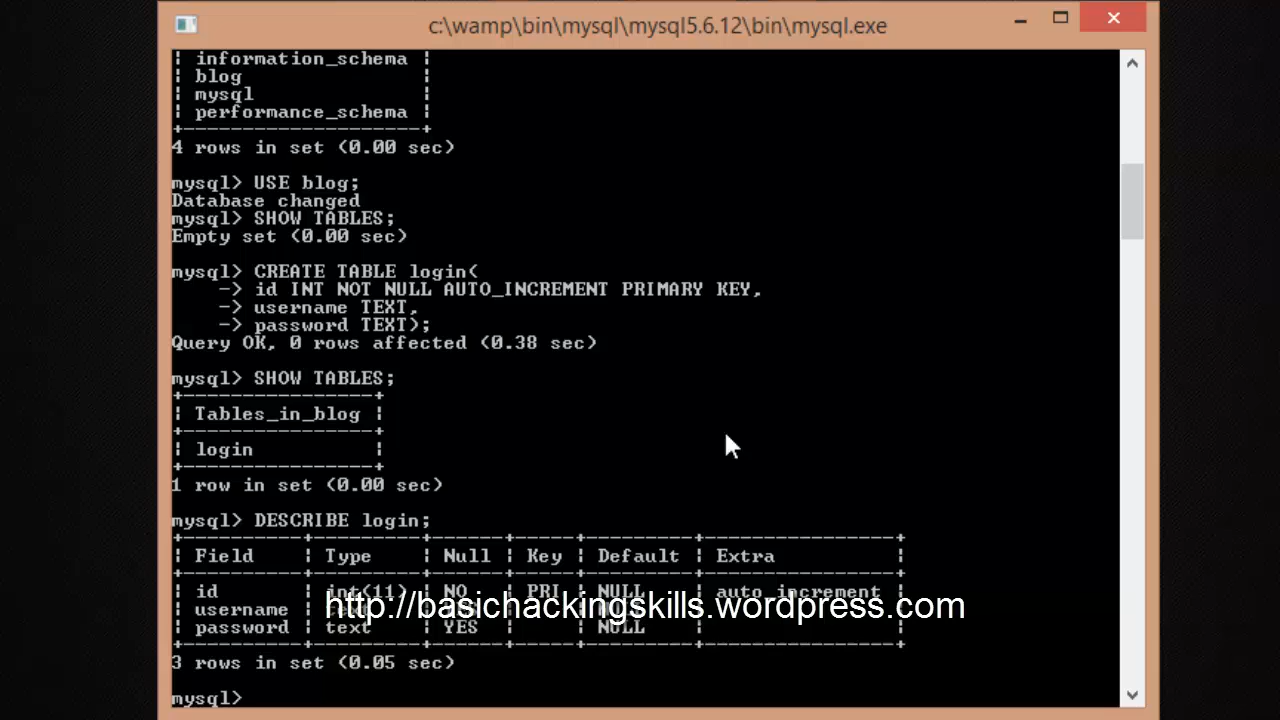 c:\wamp\bin\mysql\mysql5.6.12\bin\mysql.exe
| information_schema |
| blog |
| mysql |
| performance_schema |
+--------------------+
4 rows in set (0.00 sec)
mysql> USE blog;
Database changed
mysql> SHOW TABLES;
Empty set (0.00 sec)
mysql> CREATE TABLE login(
-> id INT NOT NULL AUTO_INCREMENT PRIMARY KEY,
-> username TEXT,
-> password TEXT);
Query OK, 0 rows affected (0.38 sec)
mysql> SHOW TABLES;
+----------------+
| Tables_in_blog |
+----------------+
| login |
+----------------+
1 row in set (0.00 sec)
mysql> DESCRIBE login;
+----------+---------+------+-----+---------+----------------+
| Field | Type | Null | Key | Default | Extra |
+----------+---------+------+-----+---------+----------------+
| id | int(11) | NO | PRI | NULL | auto_increment |
| username |
http://basichackingskills.wordpress.com
| password | text | YES | | NULL | |
+----------+---------+------+-----+---------+----------------+
3 rows in set (0.05 sec)
mysql>